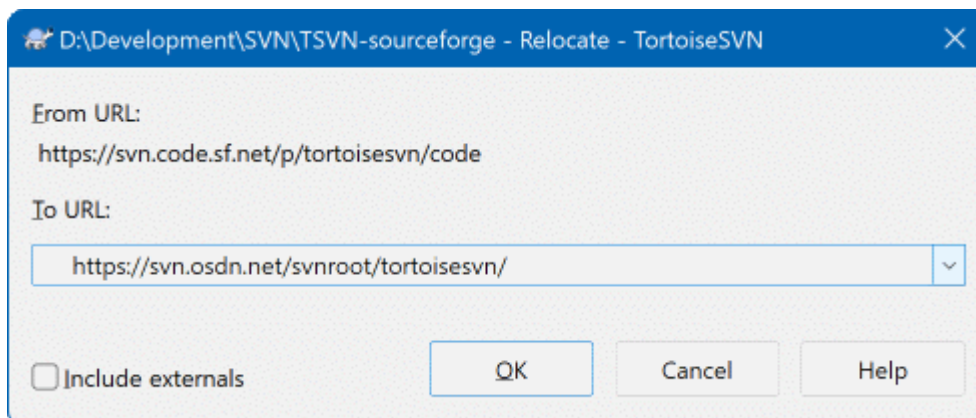 D:\Development\SVN\TSVN-sourceforge - Relocate - TortoiseSVN
From URL:
https://svn.code.sf.net/p/tortoisesvn/code
To URL:
https://svn.osdn.net/svnroot/tortoisesvn/
Include externals OK Cancel Help